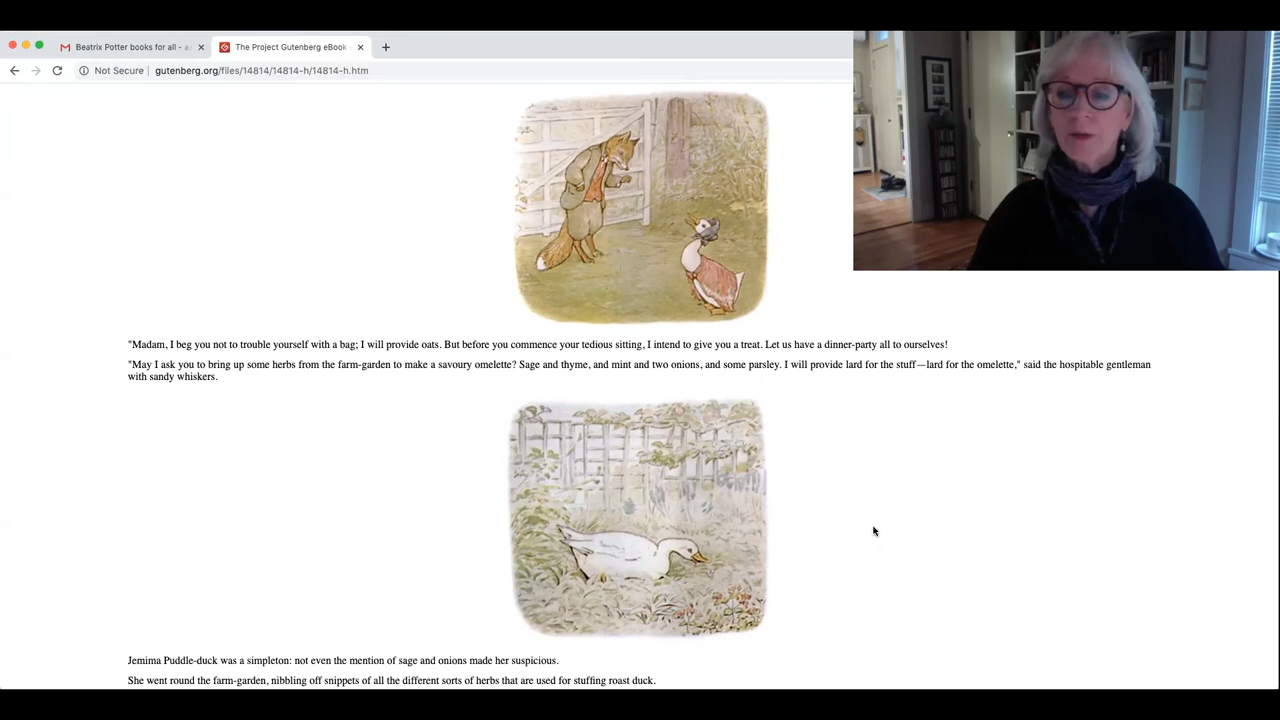 Beatrix Potter books for all - a
The Project Gutenberg eBook
Not Secure
gutenberg.org/files/14814/14814-h/14814-h.htm
"Madam, I beg you not to trouble yourself with a bag; I will provide oats. But before you commence your tedious sitting, I intend to give you a treat. Let us have a dinner-party all to ourselves!
"May I ask you to bring up some herbs from the farm-garden to make a savoury omelette? Sage and thyme, and mint and two onions, and some parsley. I will provide lard for the stuff—lard for the omelette," said the hospitable gentleman
with sandy whiskers.
Jemima Puddle-duck was a simpleton: not even the mention of sage and onions made her suspicious.
She went round the farm-garden, nibbling off snippets of all the different sorts of herbs that are used for stuffing roast duck.